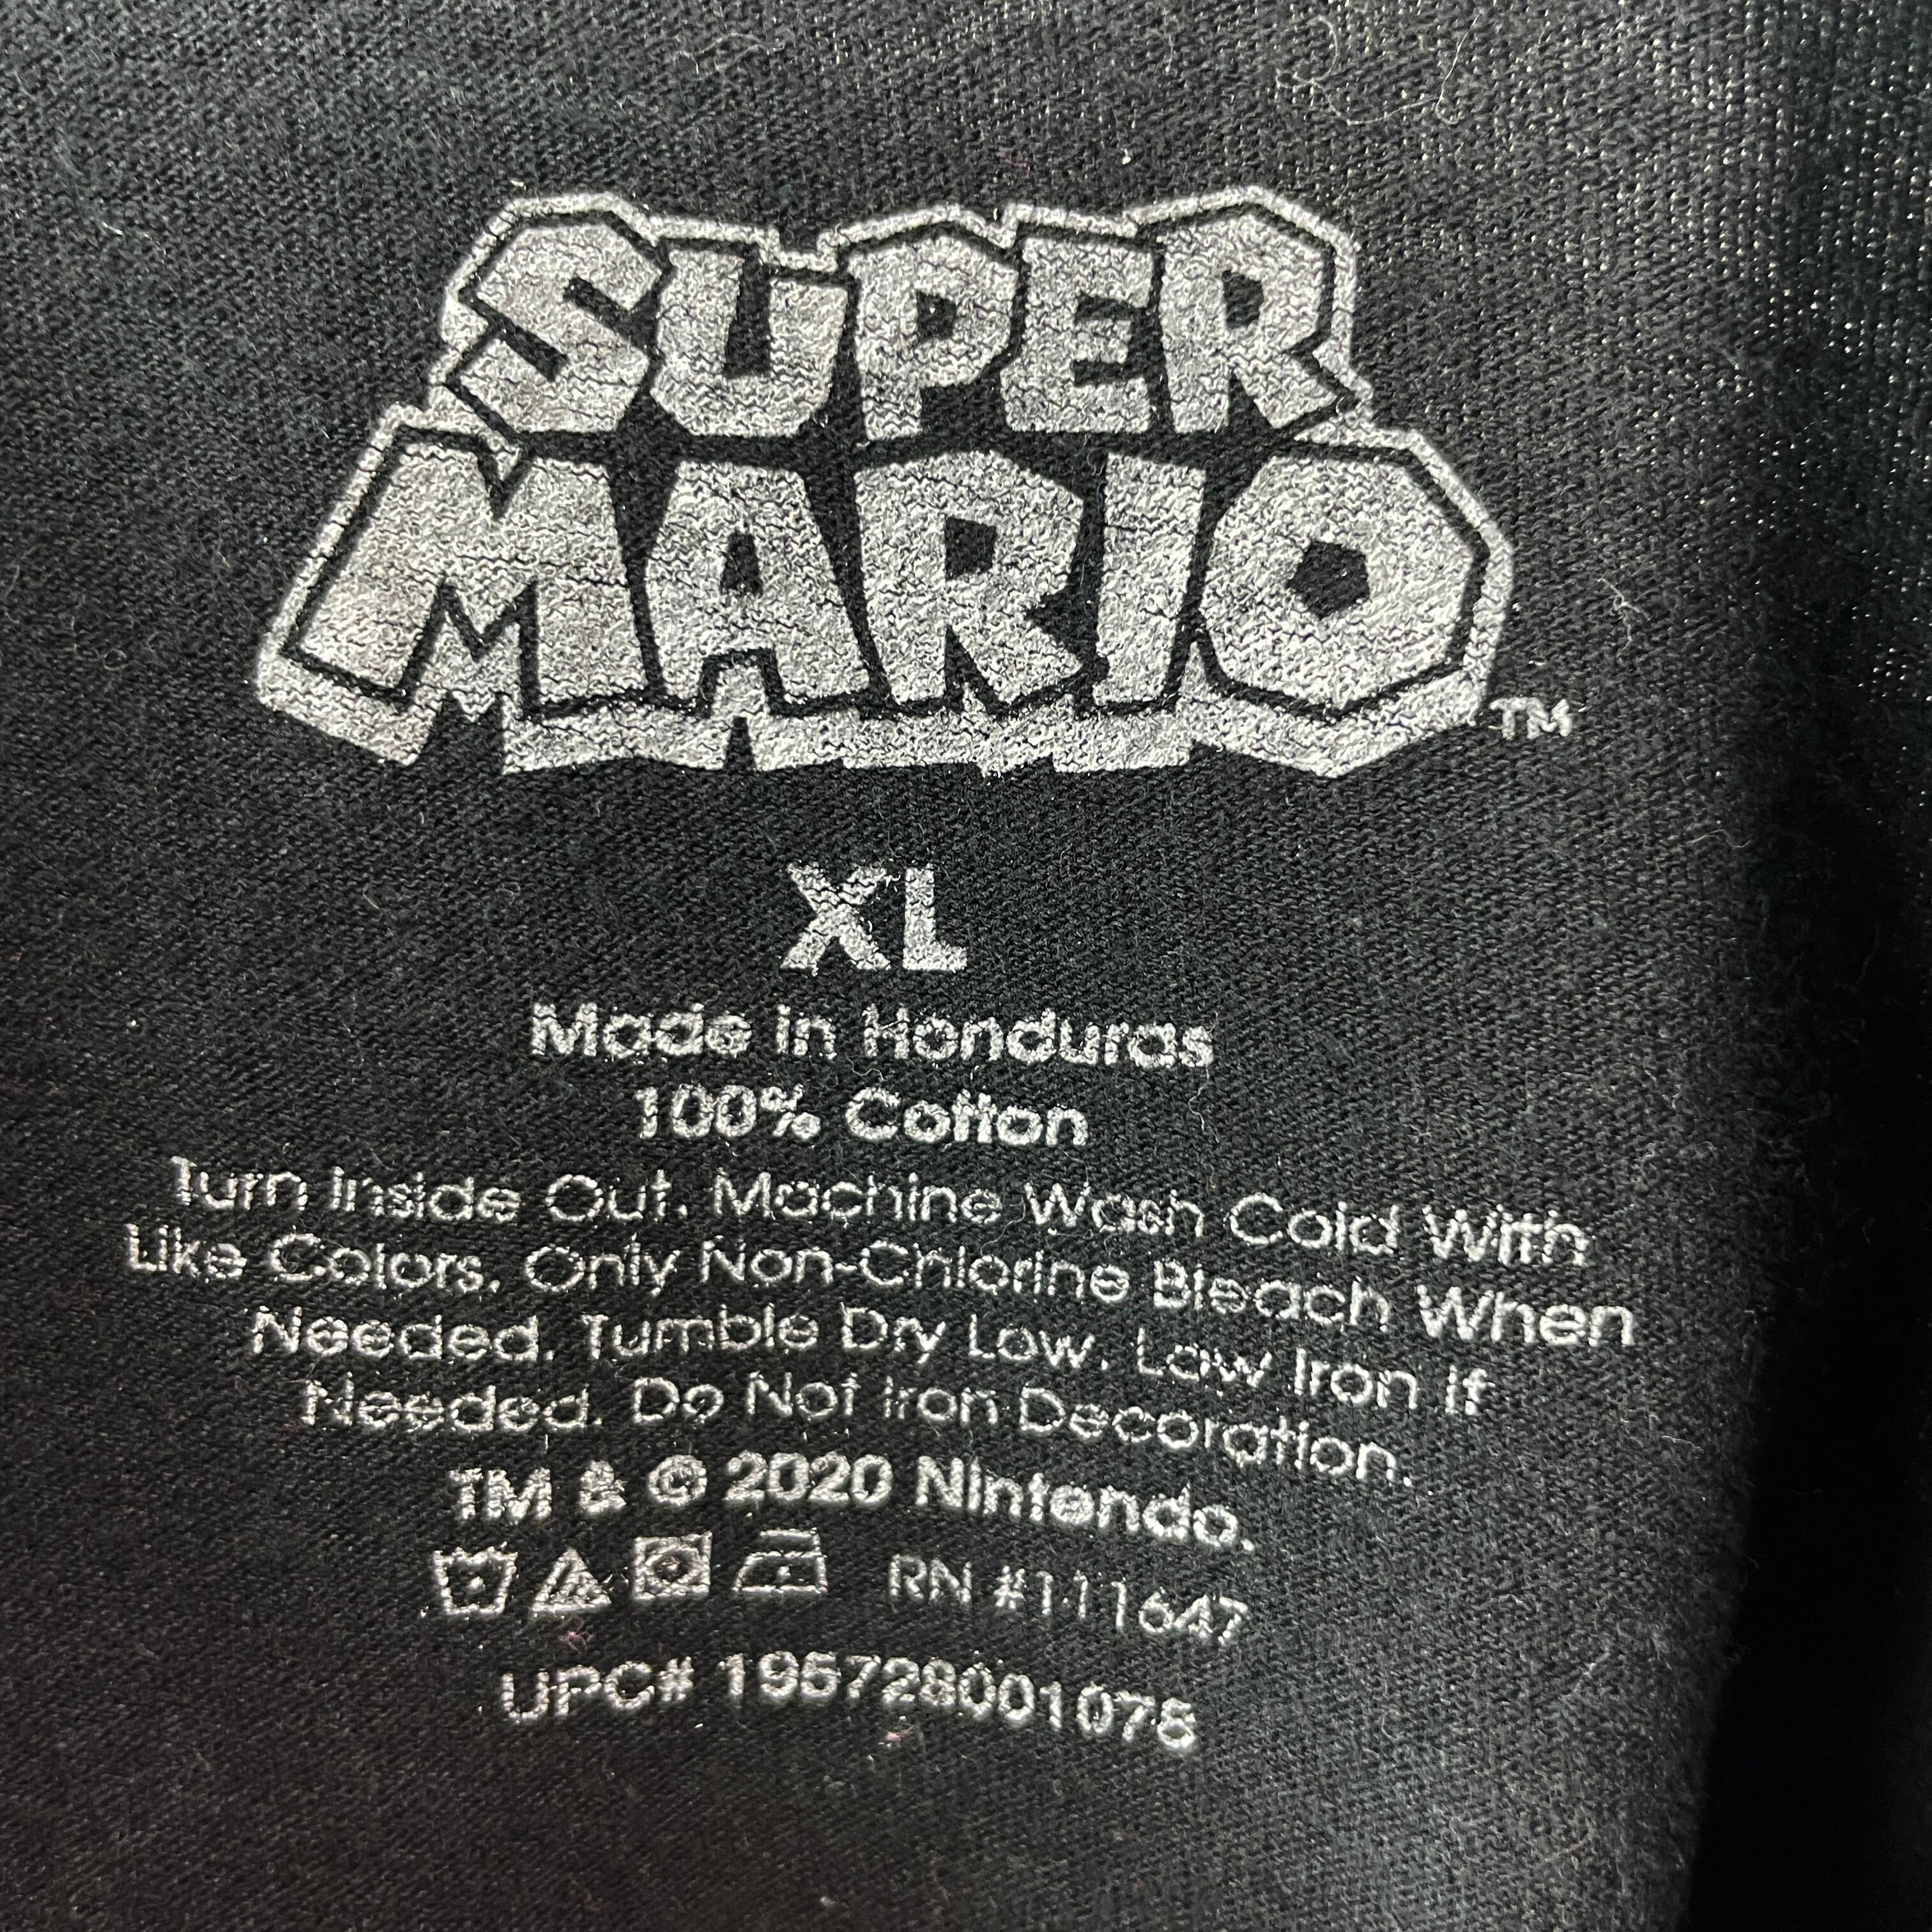 SUPER
MARIO TM
XL
Made in Honduras
100% Cotton
Turn Inside Out. Machine Wash Cold With
Like Colors. Only Non-Chlorine Bleach When
Needed. Tumble Dry Low. Low Iron If
Needed. Do Not Iron Decoration.
TM & © 2020 Nintendo.
RN #111647
UPC# 195728001078